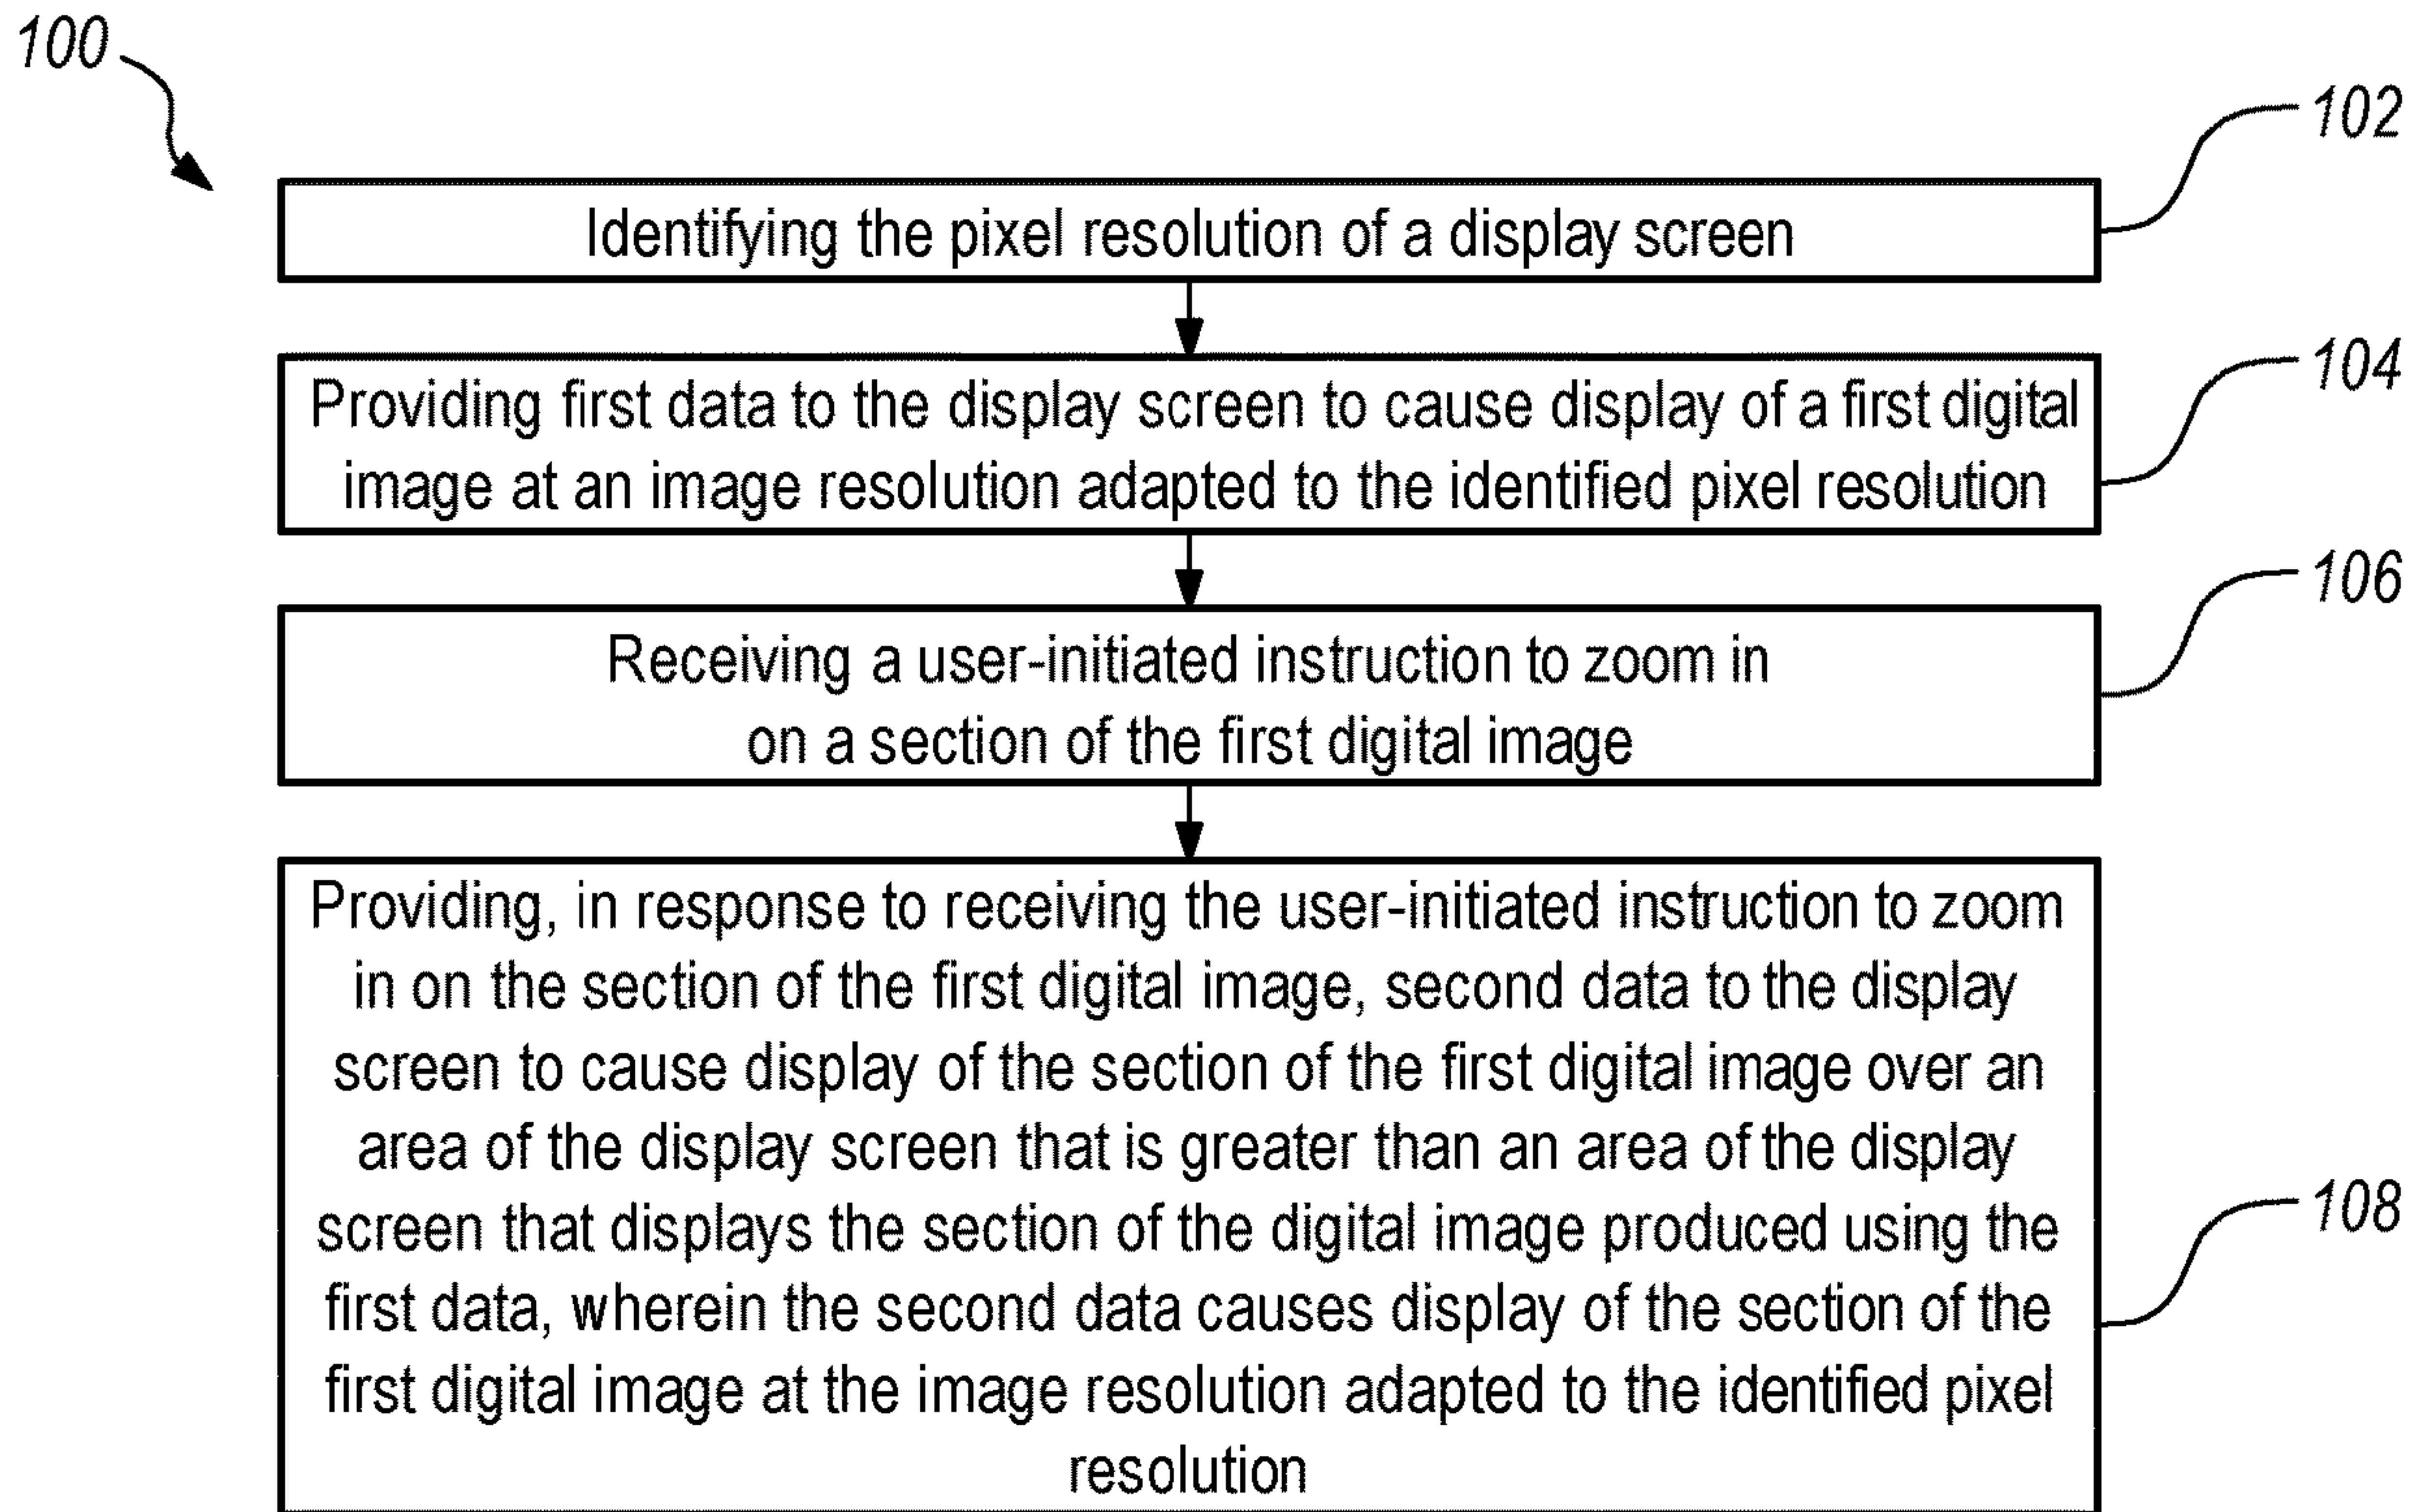 100
102
Identifying the pixel resolution of a display screen
104
Providing first data to the display screen to cause display of a first digital
image at an image resolution adapted to the identified pixel resolution
106
Receiving a user-initiated instruction to zoom in
on a section of the first digital image
Providing, in response to receiving the user-initiated instruction to zoom
in on the section of the first digital image, second data to the display
screen to cause display of the section of the first digital image over an
area of the display screen that is greater than an area of the display
screen that displays the section of the digital image produced using the
108
first data, wherein the second data causes display of the section of the
first digital image at the image resolution adapted to the identified pixel
resolution